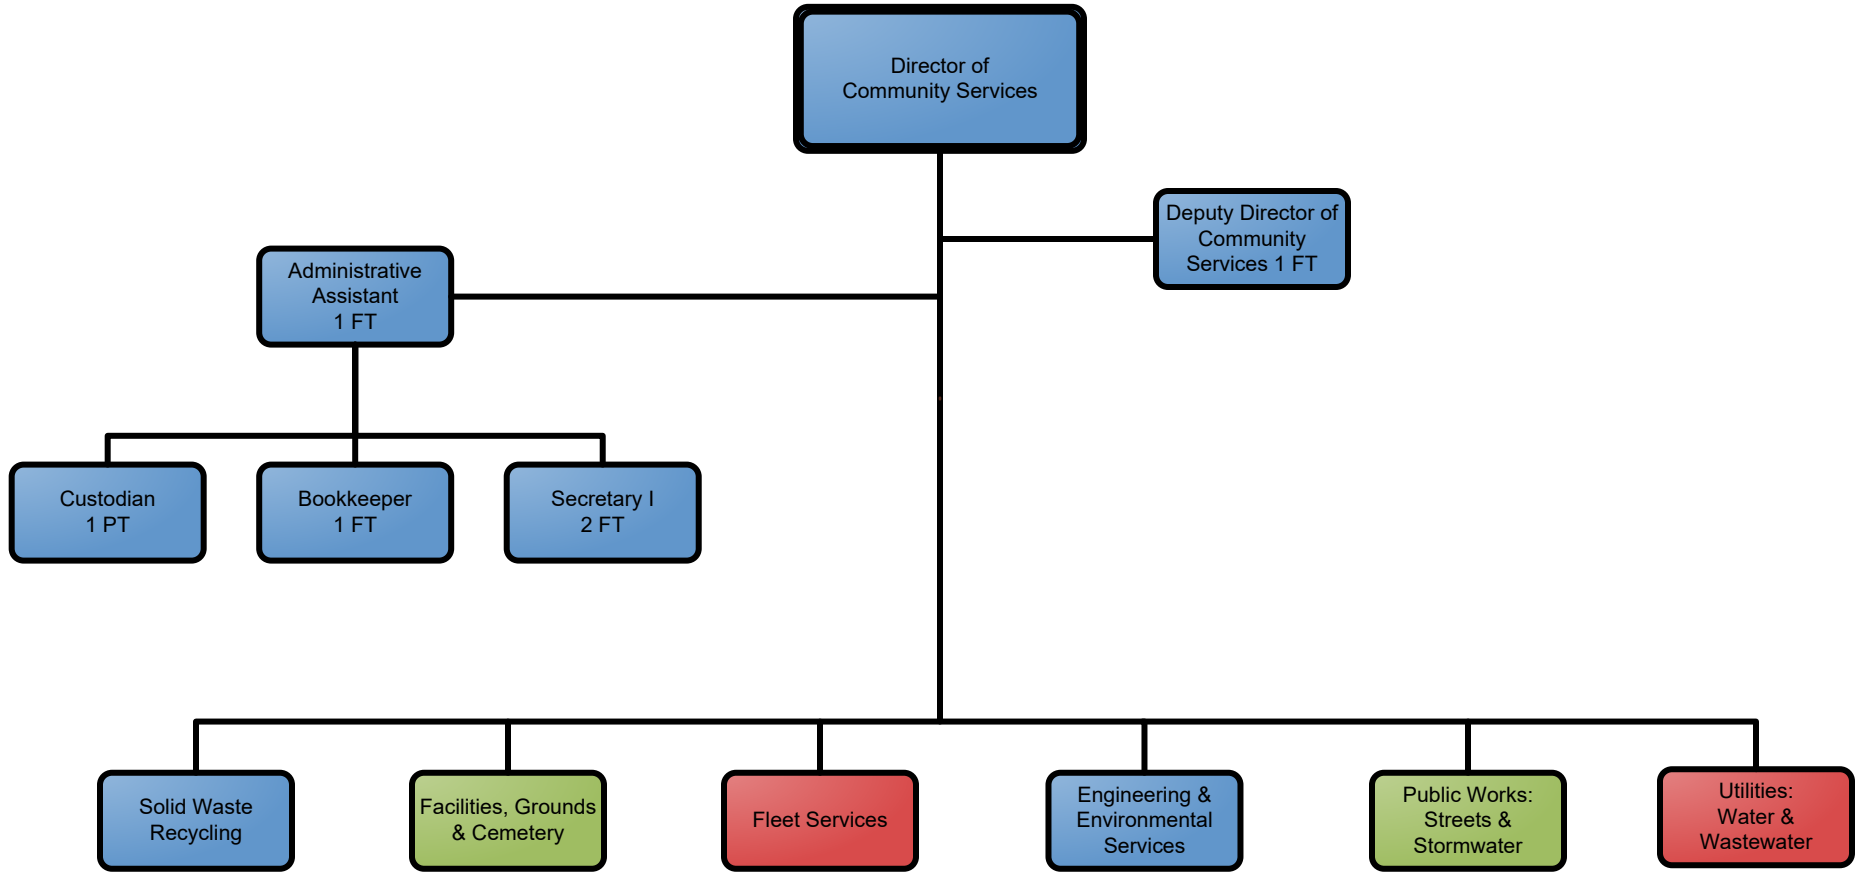 Director of
Community Services
Deputy Director of
Community
Services 1 FT
Administrative
Assistant
1 FT
Custodian
1 PT
Bookkeeper
1 FT
Secretary I
2 FT
Solid Waste
Recycling
Facilities, Grounds
& Cemetery
Fleet Services
Engineering &
Environmental
Services
Public Works:
Streets &
Stormwater
Utilities:
Water &
Wastewater